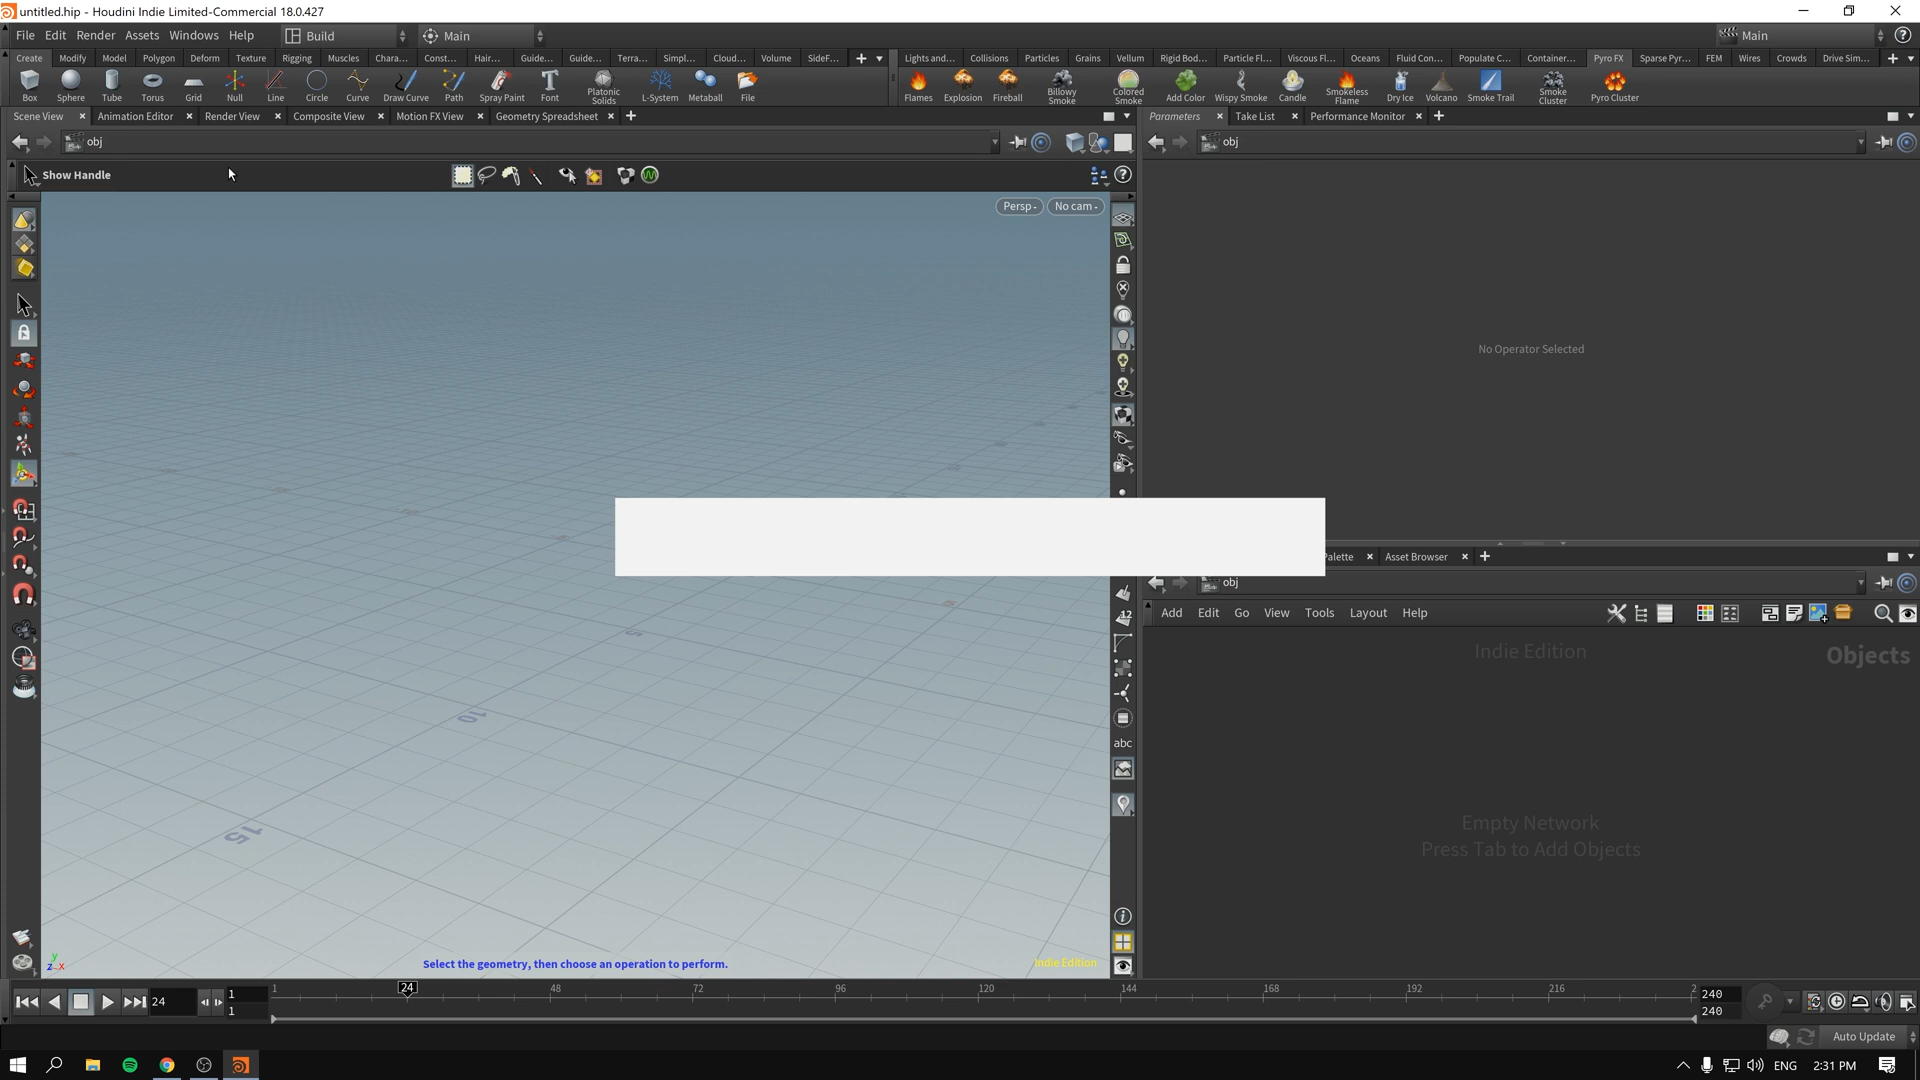 untitled.hip - Houdini Indie Limited-Commercial 18.0.427
File Edit Render Assets Windows Help Build Main Main
Create Modify Model Polygon Deform Texture Rigging Muscles Chara... Const... Hair... Guide... Guide... Terra... Simpl... Cloud... Volume SideF...
Lights and... Collisions Particles Grains Vellum Rigid Bod... Particle Fl... Viscous Fl... Oceans Fluid Con... Populate C... Container... Pyro FX Sparse Pyr... FEM Wires Crowds Drive Sim...
Box Sphere Tube Torus Grid Null Line Circle Curve Draw Curve Path Spray Paint Font Platonic Solids L-System Metaball File
Flames Explosion Fireball Billowy Smoke Colored Smoke Add Color Wispy Smoke Candle Smokeless Flame Dry Ice Volcano Smoke Trail Smoke Cluster Pyro Cluster
Scene View Animation Editor Render View Composite View Motion FX View Geometry Spreadsheet
Parameters Take List Performance Monitor
obj
obj
Show Handle
Persp No cam
No Operator Selected
Palette Asset Browser
obj
Add Edit Go View Tools Layout Help
Indie Edition
Objects
Empty Network
Press Tab to Add Objects
12
abc
5
10
15
y
z x
Select the geometry, then choose an operation to perform.
Indie Edition
24 1 1
1 24 48 72 96 120 144 168 192 216 2
240
240
Auto Update
ENG 2:31 PM